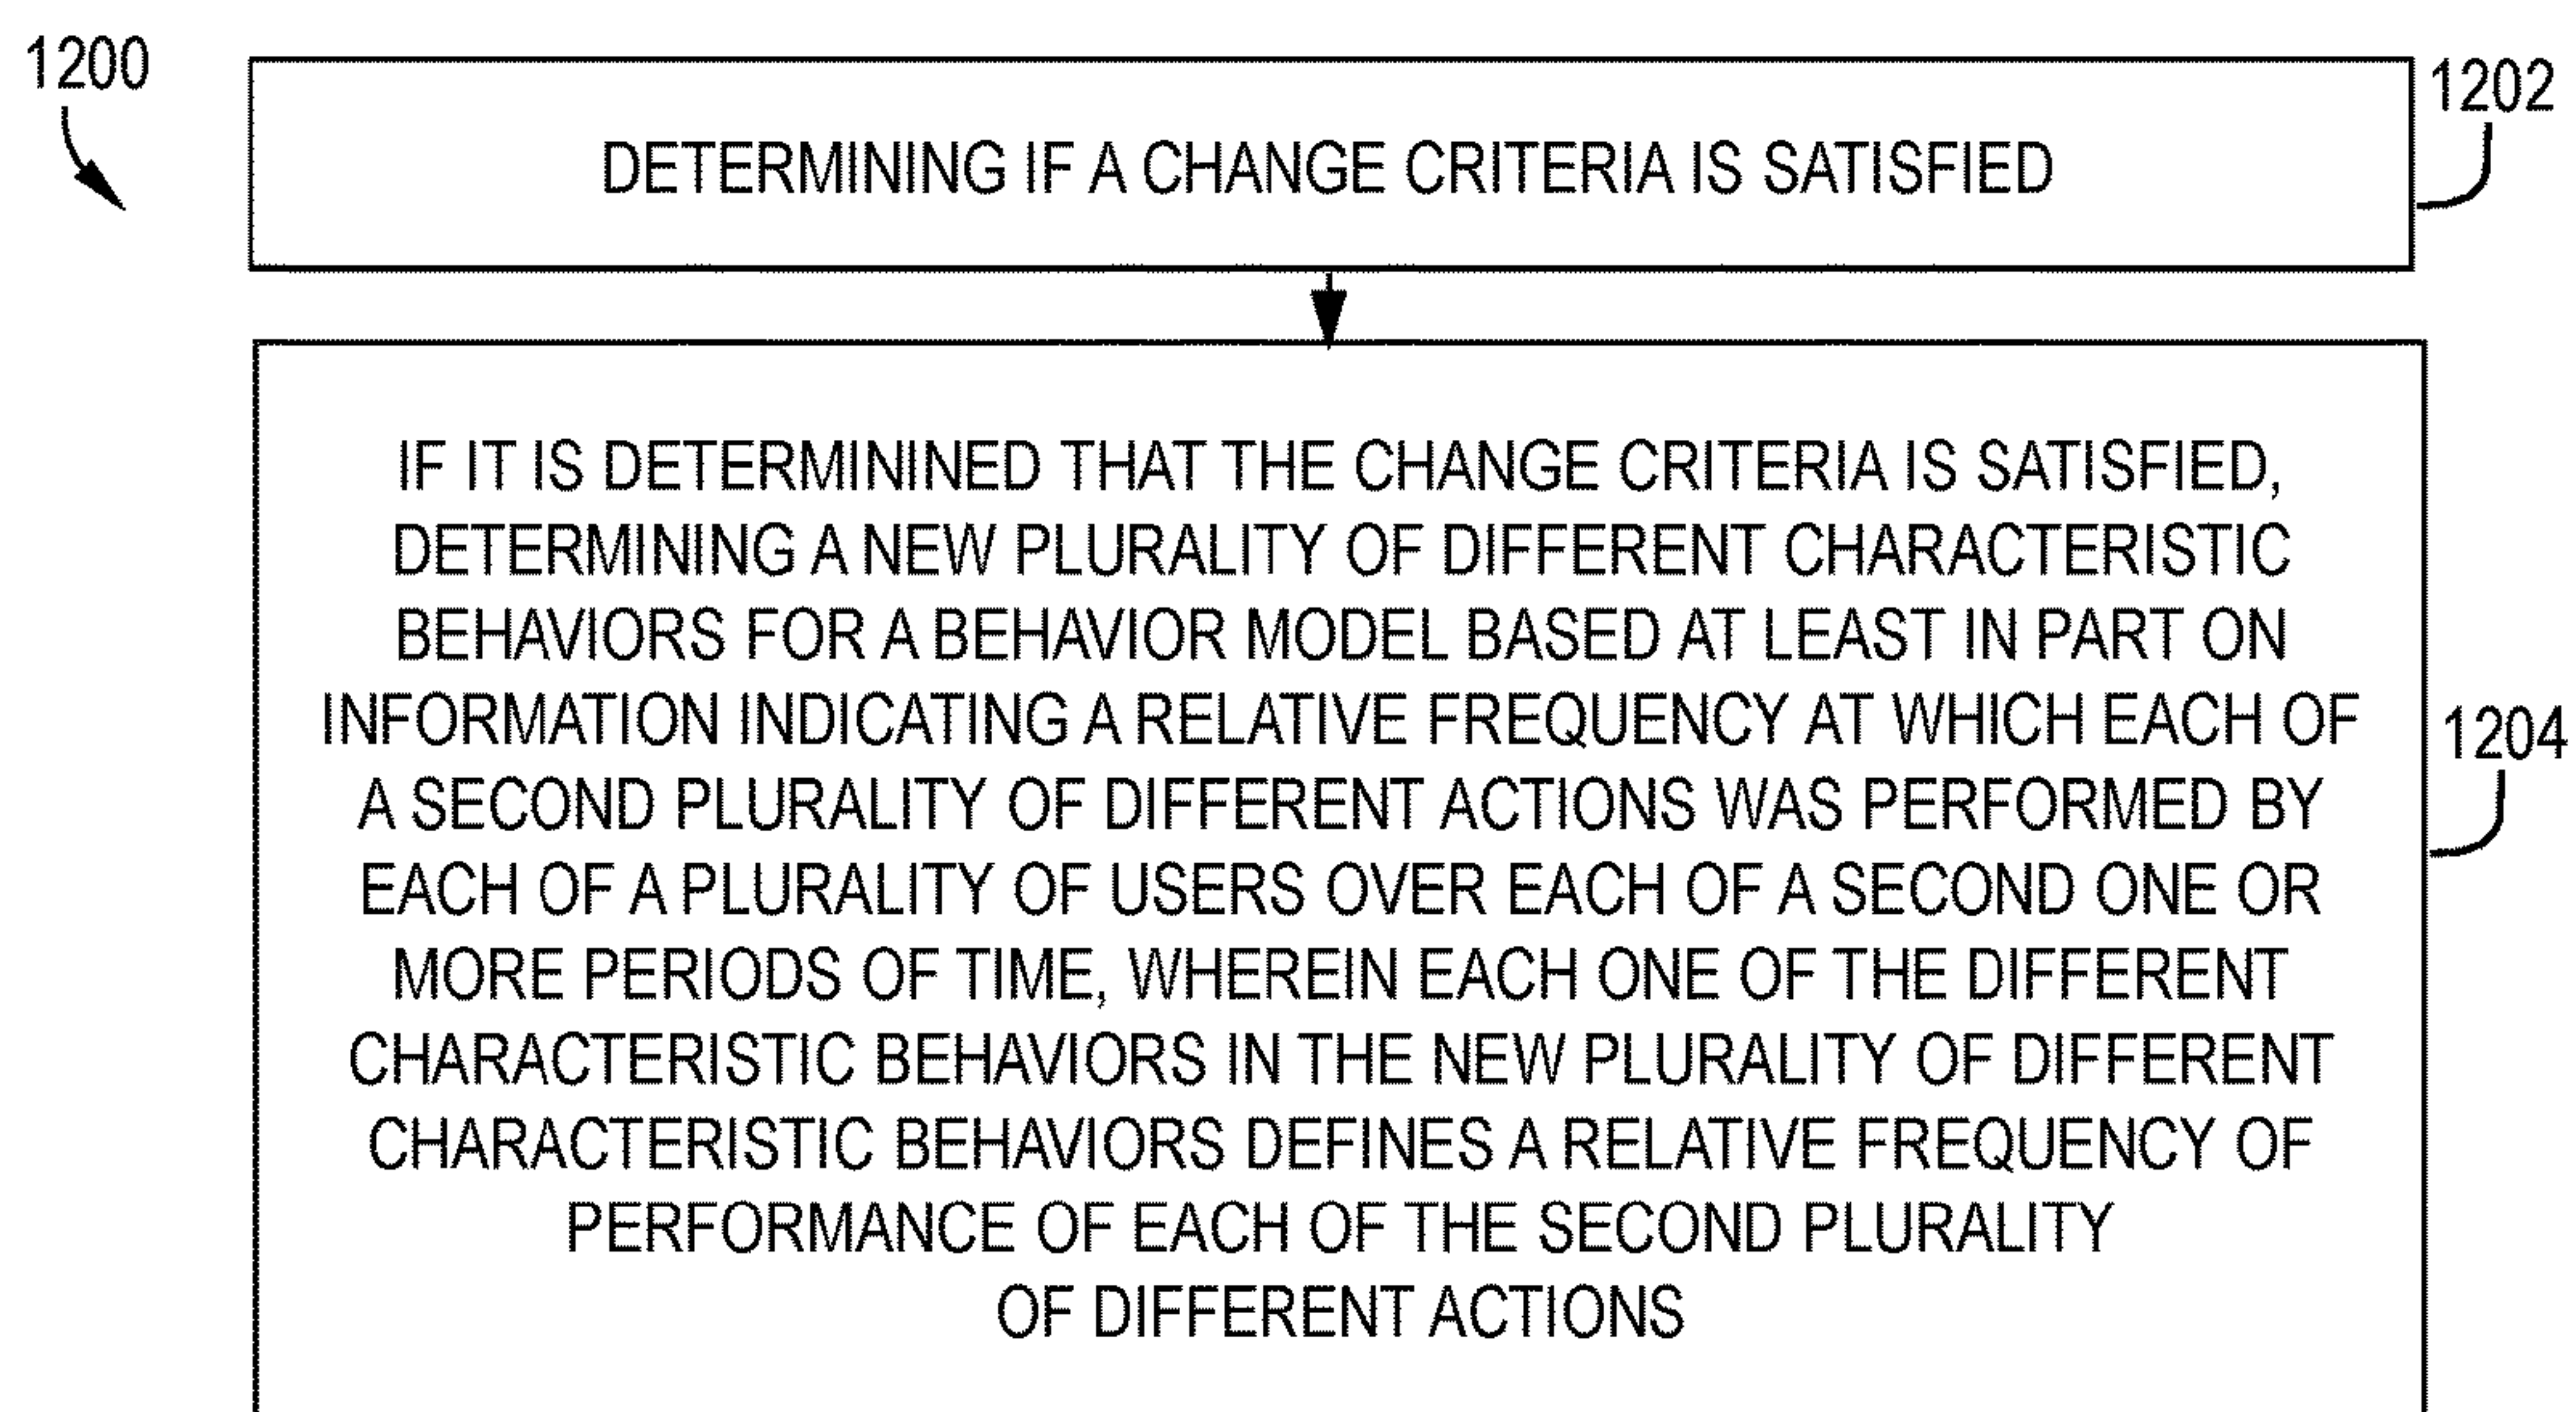 1200
1202
DETERMINING IF A CHANGE CRITERIA IS SATISFIED
IF IT IS DETERMININED THAT THE CHANGE CRITERIA IS SATISFIED,
DETERMINING A NEW PLURALITY OF DIFFERENT CHARACTERISTIC
BEHAVIORS FOR A BEHAVIOR MODEL BASED AT LEAST IN PART ON
INFORMATION INDICATING A RELATIVE FREQUENCY AT WHICH EACH OF
1204
A SECOND PLURALITY OF DIFFERENT ACTIONS WAS PERFORMED BY
EACH OF A PLURALITY OF USERS OVER EACH OF A SECOND ONE OR
MORE PERIODS OF TIME, WHEREIN EACH ONE OF THE DIFFERENT
CHARACTERISTIC BEHAVIORS IN THE NEW PLURALITY OF DIFFERENT
CHARACTERISTIC BEHAVIORS DEFINES A RELATIVE FREQUENCY OF
PERFORMANCE OF EACH OF THE SECOND PLURALITY
OF DIFFERENT ACTIONS